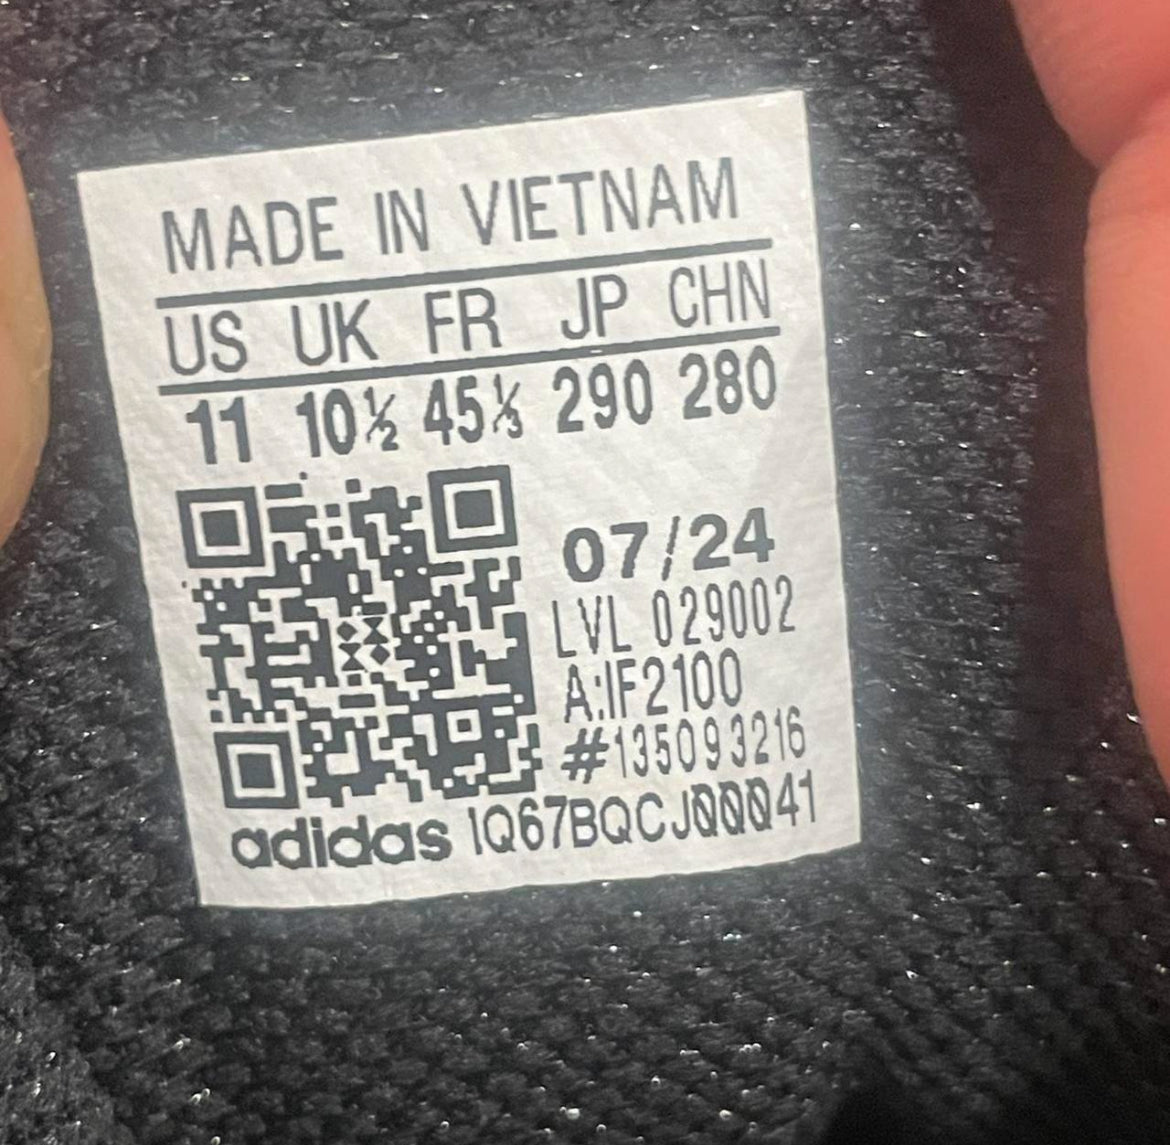 MADE IN VIETNAM
US UK FR JP CHN
11 10½ 45⅓ 290 280
07/24
LVL 029002
A:IF2100
#135093216
adidas 1Q67BQCJ00041